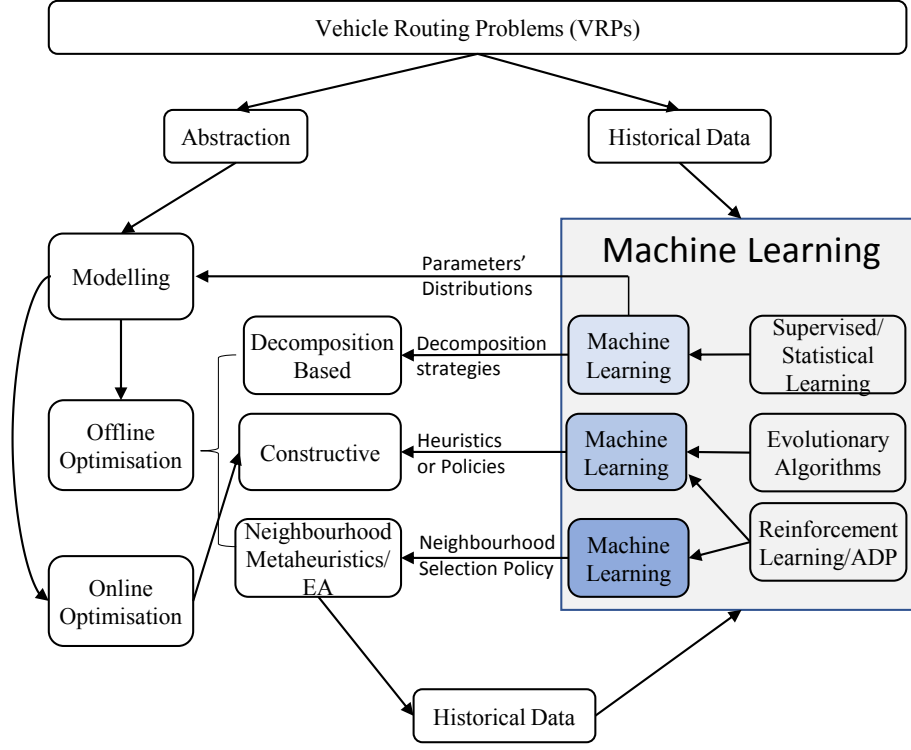 Vehicle Routing Problems (VRPs)
Abstraction
Historical Data
Machine Learning
Modelling
Parameters’
Distributions
Decomposition
Based
Decomposition
strategies
Machine
Learning
Supervised/
Statistical
Learning
Offline
Optimisation
Constructive
Heuristics
or Policies
Machine
Learning
Evolutionary
Algorithms
Neighbourhood
Metaheuristics/
EA
Neighbourhood
Selection Policy
Machine
Learning
Reinforcement
Learning/ADP
Online
Optimisation
Historical Data